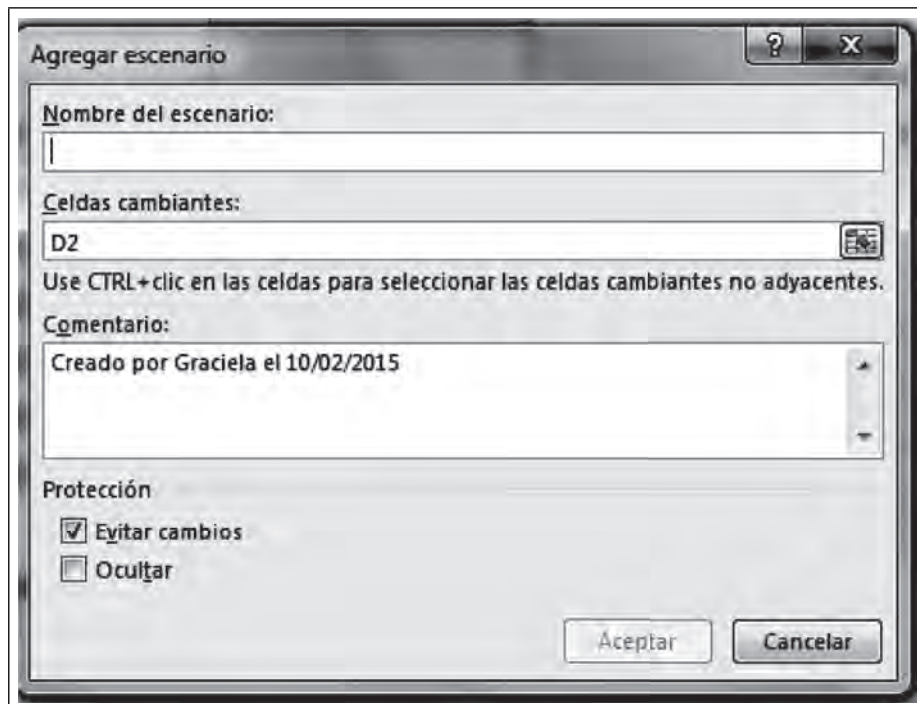 Agregar escenario
Nombre del escenario:
Celdas cambiantes:
D2
Use CTRL+clic en las celdas para seleccionar las celdas cambiantes no adyacentes.
Comentario:
Creado por Graciela el 10/02/2015
Protección
Evitar cambios
Ocultar
Aceptar Cancelar